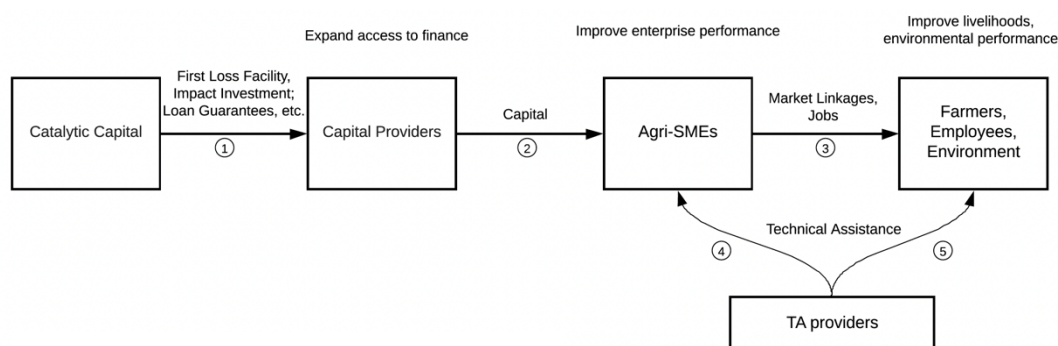 Expand access to finance
Improve enterprise performance
Improve livelihoods,
environmental performance
Catalytic Capital
First Loss Facility,
Impact Investment;
Loan Guarantees, etc.
1
Capital Providers
Capital
2
Agri-SMEs
Market Linkages,
Jobs
3
Farmers,
Employees,
Environment
Technical Assistance
4
5
TA providers